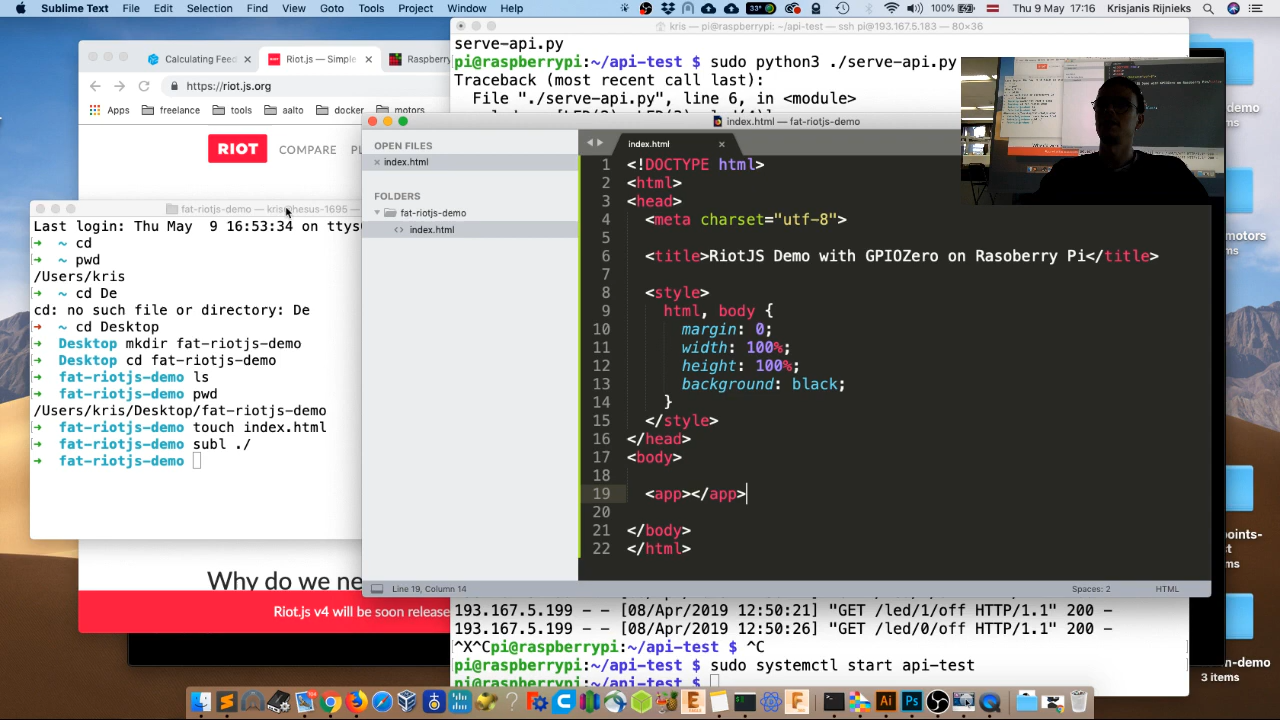 Sublime Text File Edit Selection Find View Goto Tools Project Window Help
33° 100% Thu 9 May 17:16 Krisjanis Rijnieks
kris — pi@raspberrypi: ~/api-test — ssh pi@193.167.5.183 — 80×36
serve-api.py
pi@raspberrypi:~/api-test $ sudo python3 ./serve-api.py
Traceback (most recent call last):
File "./serve-api.py", line 6, in <module>
Calculating Feed
Riot.js — Simple
Raspberry
https://riot.js.org
Apps freelance tools aalto docker motors
RIOT COMPARE
Why do we ne
Riot.js v4 will be soon release
fat-riotjs-demo — kris@hesus-1695 —
Last login: Thu May  9 16:53:34 on ttys
➜ ~ cd
➜ ~ pwd
/Users/kris
➜ ~ cd De
cd: no such file or directory: De
➜ ~ cd Desktop
➜ Desktop mkdir fat-riotjs-demo
➜ Desktop cd fat-riotjs-demo
➜ fat-riotjs-demo ls
➜ fat-riotjs-demo pwd
/Users/kris/Desktop/fat-riotjs-demo
➜ fat-riotjs-demo touch index.html
➜ fat-riotjs-demo subl ./
➜ fat-riotjs-demo
index.html — fat-riotjs-demo
OPEN FILES
index.html
FOLDERS
fat-riotjs-demo
index.html
index.html
1 <!DOCTYPE html>
2 <html>
3 <head>
4 <meta charset="utf-8">
5
6 <title>RiotJS Demo with GPIOZero on Rasoberry Pi</title>
7
8 <style>
9 html, body {
10 margin: 0;
11 width: 100%;
12 height: 100%;
13 background: black;
14 }
15 </style>
16 </head>
17 <body>
18
19 <app></app>
20
21 </body>
22 </html>
Line 19, Column 14 Spaces: 2 HTML
193.167.5.199 - - [08/Apr/2019 12:50:21] "GET /led/1/off HTTP/1.1" 200 -
193.167.5.199 - - [08/Apr/2019 12:50:26] "GET /led/0/off HTTP/1.1" 200 -
^X^Cpi@raspberrypi:~/api-test $ ^C
pi@raspberrypi:~/api-test $ sudo systemctl start api-test
pi@raspberrypi:~/api-test $
demo
motors
3 items